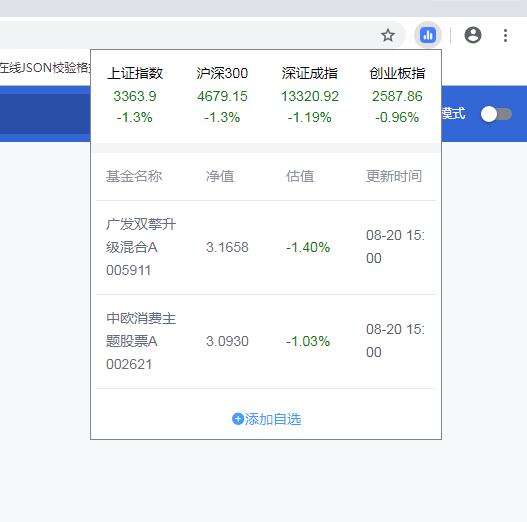 在线JSON校验格
上证指数 沪深300 深证成指 创业板指
3363.9 4679.15 13320.92 2587.86
-1.3% -1.3% -1.19% -0.96%
模式
基金名称 净值 估值 更新时间
广发双擎升
级混合A
005911
3.1658 -1.40%
08-20 15:
00
中欧消费主
题股票A
002621
3.0930 -1.03%
08-20 15:
00
添加自选